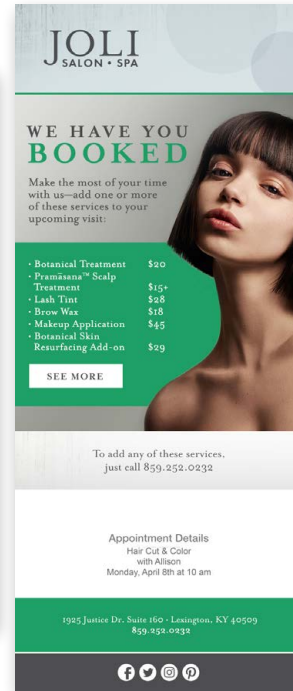 JOLI
SALON • SPA
WE HAVE YOU
BOOKED
Make the most of your time
with us—add one or more
of these services to your
upcoming visit:
• Botanical Treatment $20
• Pramāsana™ Scalp
Treatment $15+
• Lash Tint $28
• Brow Wax $18
• Makeup Application $45
• Botanical Skin
Resurfacing Add-on $29
SEE MORE
To add any of these services,
just call 859.252.0232
Appointment Details
Hair Cut & Color
with Allison
Monday, April 8th at 10 am
1925 Justice Dr. Suite 160 • Lexington, KY 40509
859.252.0232